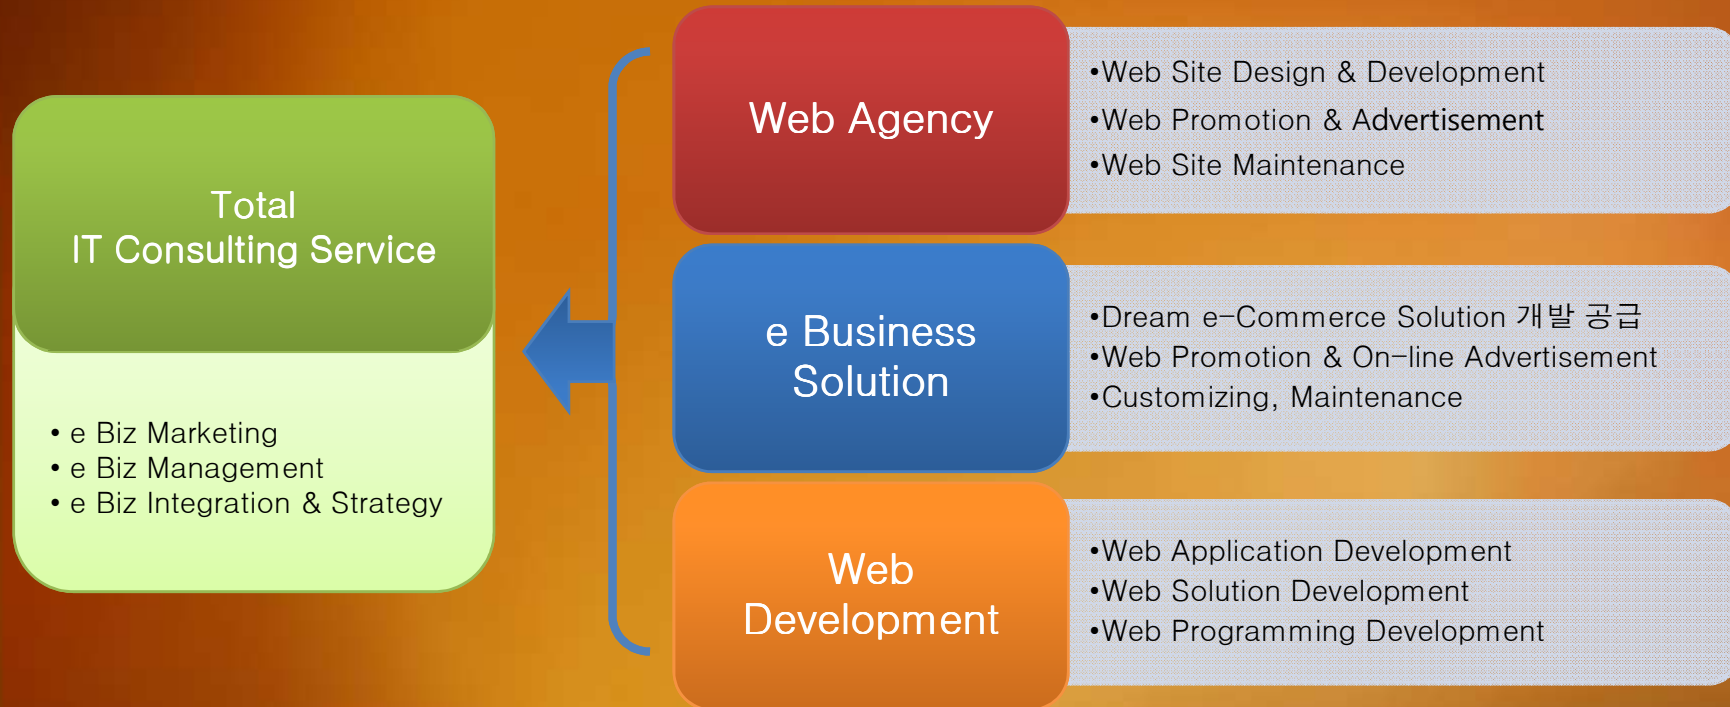 Total
IT Consulting Service
• e Biz Marketing
• e Biz Management
• e Biz Integration & Strategy
Web Agency
•Web Site Design & Development
•Web Promotion & Advertisement
•Web Site Maintenance
e Business
Solution
•Dream e-Commerce Solution 개발 공급
•Web Promotion & On-line Advertisement
•Customizing, Maintenance
Web
Development
•Web Application Development
•Web Solution Development
•Web Programming Development